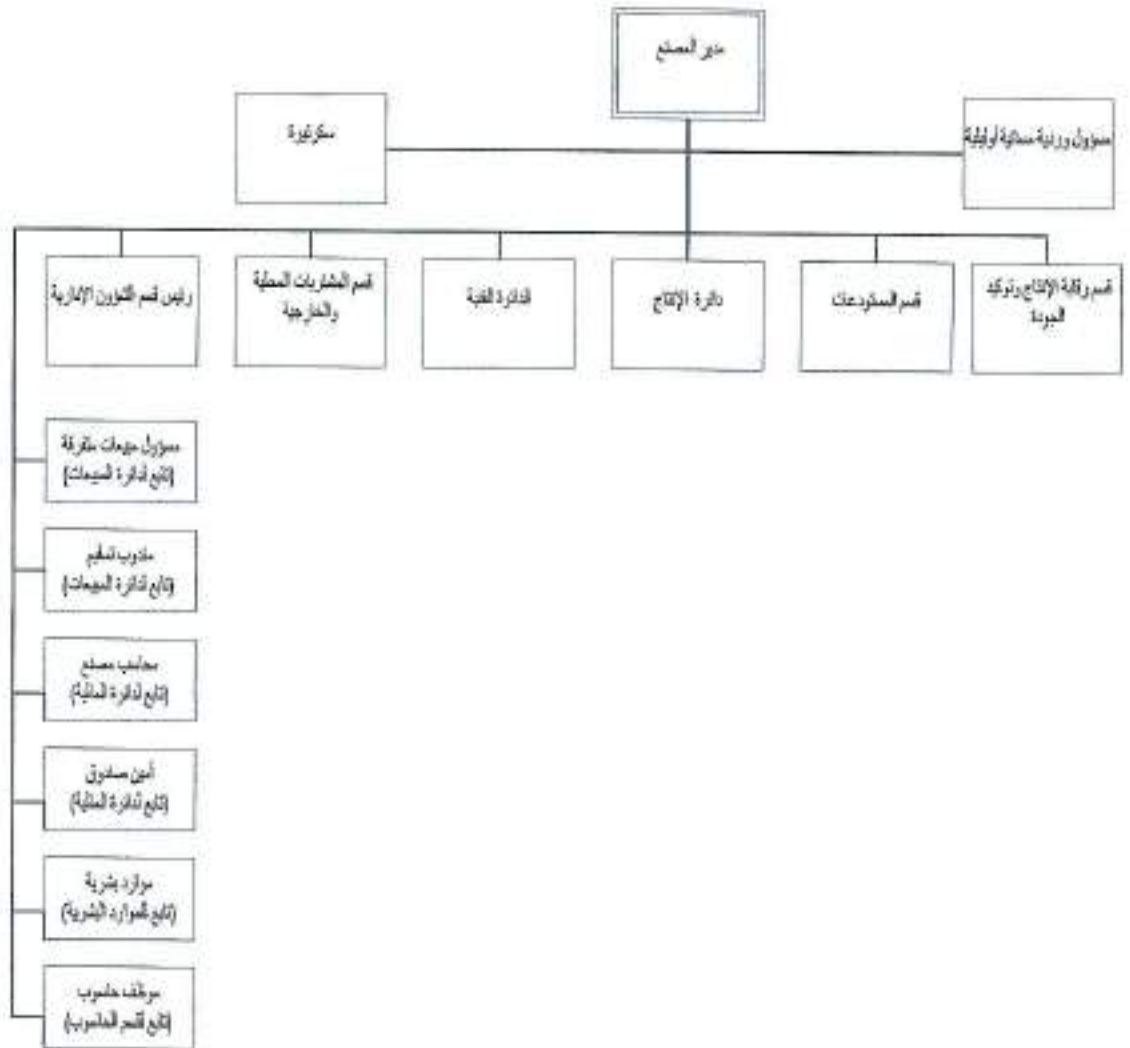 مدير المصنع
مسؤول وردية مسائية أوليلية
سكرتيرة
قسم رقابة الإنتاج وتوكيد
الجودة
قسم المستودعات
دائرة الإنتاج
الدائرة الفنية
قسم المشتريات المحلية
والخارجية
رئيس قسم الشؤون الإدارية
مسؤول مبيعات متفرقة
(تابع لدائرة المبيعات)
مندوب تسليم
(تابع لدائرة المبيعات)
محاسب مصنع
(تابع لدائرة المالية)
أمين صندوق
(تابع لدائرة المالية)
موارد بشرية
(تابع للموارد البشرية)
موظف حاسوب
(تابع لقسم الحاسوب)